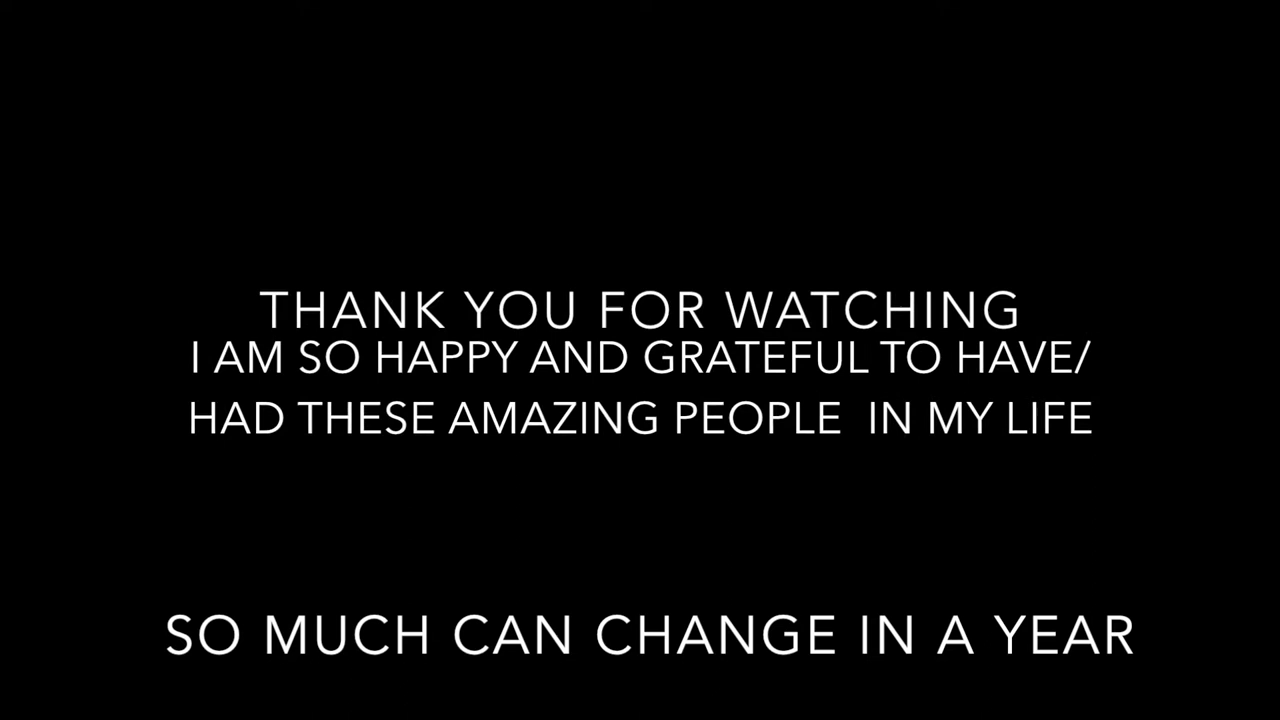 THANK YOU FOR WATCHING
I AM SO HAPPY AND GRATEFUL TO HAVE/
HAD THESE AMAZING PEOPLE  IN MY LIFE
SO MUCH CAN CHANGE IN A YEAR